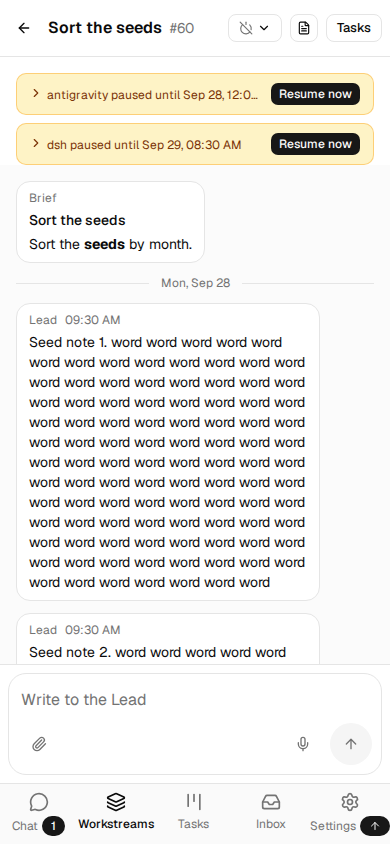 Sort the seeds #60
Tasks
antigravity paused until Sep 28, 12:0... Resume now
dsh paused until Sep 29, 08:30 AM Resume now
Brief
Sort the seeds
Sort the seeds by month.
Mon, Sep 28
Lead 09:30 AM
Seed note 1. word word word word word
word word word word word word word word
word word word word word word word word
word word word word word word word word
word word word word word word word word
word word word word word word word word
word word word word word word word word
word word word word word word word word
word word word word word word word word
word word word word word word word word
word word word word word word word word
word word word word word word word word
word word word word word word word
Lead 09:30 AM
Seed note 2. word word word word word
Write to the Lead
Chat 1
Workstreams
Tasks
Inbox
Settings